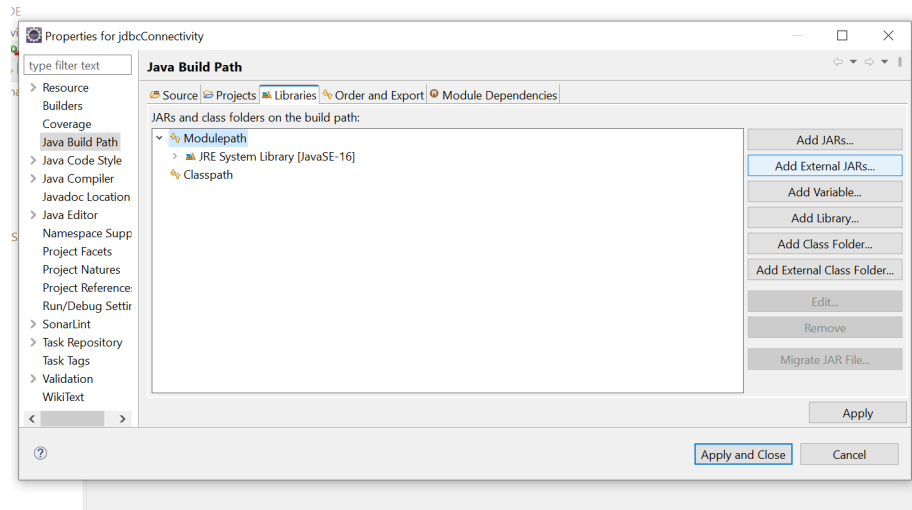 DE
Properties for jdbcConnectivity
type filter text
Java Build Path
Resource
Builders
Coverage
Java Build Path
Java Code Style
Java Compiler
Javadoc Location
Java Editor
Namespace Supp
Project Facets
Project Natures
Project Reference
Run/Debug Settir
SonarLint
Task Repository
Task Tags
Validation
WikiText
Source Projects Libraries Order and Export Module Dependencies
JARs and class folders on the build path:
Modulepath
JRE System Library [JavaSE-16]
Classpath
Add JARs...
Add External JARs...
Add Variable...
Add Library...
Add Class Folder...
Add External Class Folder...
Edit...
Remove
Migrate JAR File...
Apply
Apply and Close Cancel